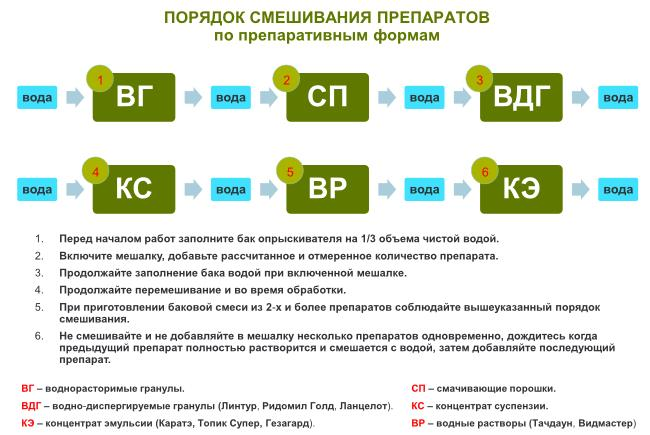 ПОРЯДОК СМЕШИВАНИЯ ПРЕПАРАТОВ
по препаративным формам
1 2 3
вода ВГ вода СП вода ВДГ вода
4 5 6
вода КС вода ВР вода КЭ вода
1. Перед началом работ заполните бак опрыскивателя на 1/3 объема чистой водой.
2. Включите мешалку, добавьте рассчитанное и отмеренное количество препарата.
3. Продолжайте заполнение бака водой при включенной мешалке.
4. Продолжайте перемешивание и во время обработки.
5. При приготовлении баковой смеси из 2-х и более препаратов соблюдайте вышеуказанный порядок
смешивания.
6. Не смешивайте и не добавляйте в мешалку несколько препаратов одновременно, дождитесь когда
предыдущий препарат полностью растворится и смешается с водой, затем добавляйте последующий
препарат.
ВГ – воднорасторимые гранулы. СП – смачивающие порошки.
ВДГ – водно-диспергируемые гранулы (Линтур, Ридомил Голд, Ланцелот). КС – концентрат суспензии.
КЭ – концентрат эмульсии (Каратэ, Топик Супер, Гезагард). ВР – водные растворы (Тачдаун, Видмастер)